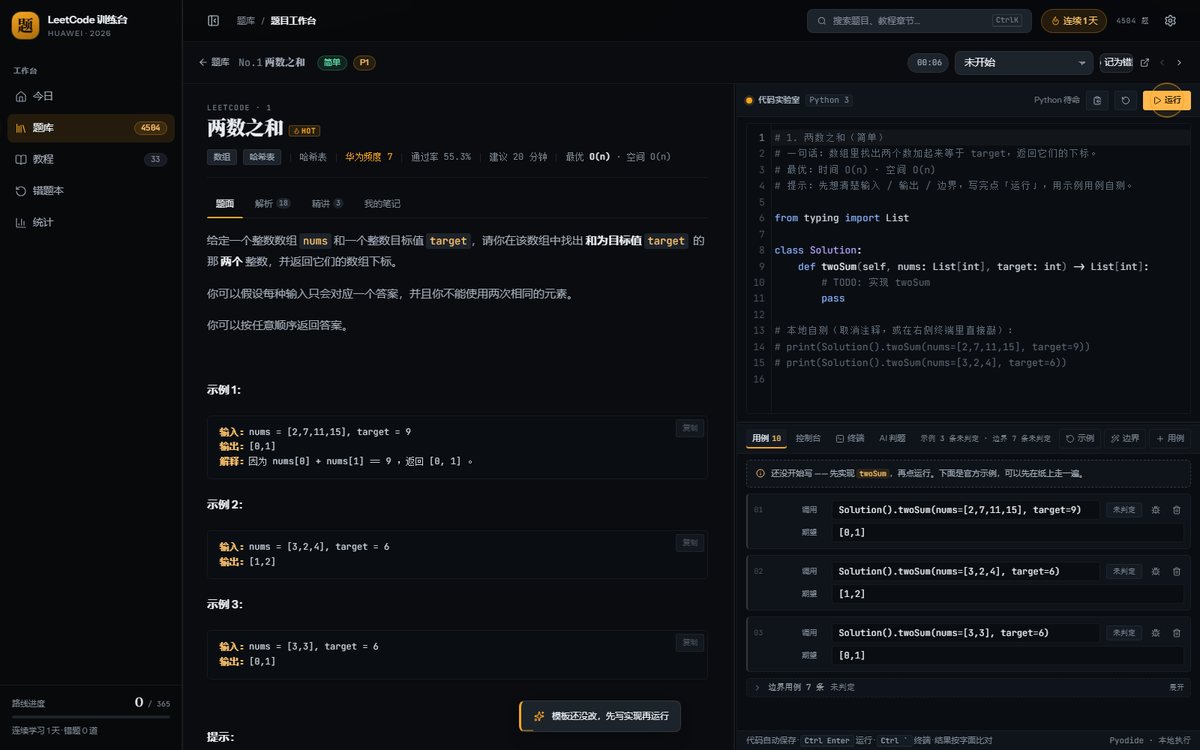 题
LeetCode 训练台
HUAWEI · 2026
工作台
今日
题库 4504
教程 33
错题本
统计
路线进度 0 / 365
连续学习 1 天 · 错题 0 道
题库 / 题目工作台
搜索题目、教程章节… CtrlK
连续1天
4504 题
← 题库 No.1 两数之和 简单 P1
00:06
未开始
记为错
LEETCODE · 1
两数之和 HOT
数组 哈希表 哈希表 华为频度 7 通过率 55.3% 建议 20 分钟 最优 O(n) · 空间 O(n)
题面 解析 18 精讲 3 我的笔记
给定一个整数数组 nums 和一个整数目标值 target，请你在该数组中找出 和为目标值 target 的
那 两个 整数，并返回它们的数组下标。
你可以假设每种输入只会对应一个答案，并且你不能使用两次相同的元素。
你可以按任意顺序返回答案。
示例 1：
复制
输入：nums = [2,7,11,15], target = 9
输出：[0,1]
解释：因为 nums[0] + nums[1] == 9 ，返回 [0, 1] 。
示例 2：
复制
输入：nums = [3,2,4], target = 6
输出：[1,2]
示例 3：
复制
输入：nums = [3,3], target = 6
输出：[0,1]
提示：
模板还没改，先写实现再运行
代码实验室 Python 3
Python 待命
运行
1 # 1. 两数之和（简单）
2 # 一句话：数组里找出两个数加起来等于 target，返回它们的下标。
3 # 最优：时间 O(n) · 空间 O(n)
4 # 提示：先想清楚输入 / 输出 / 边界，写完点「运行」，用示例用例自测。
5
6 from typing import List
7
8 class Solution:
9 def twoSum(self, nums: List[int], target: int) -> List[int]:
10 # TODO: 实现 twoSum
11 pass
12
13 # 本地自测（取消注释，或在右侧终端里直接敲）：
14 # print(Solution().twoSum(nums=[2,7,11,15], target=9))
15 # print(Solution().twoSum(nums=[3,2,4], target=6))
16
用例 10 控制台 终端 AI 判题 示例 3 条未判定 · 边界 7 条未判定 示例 边界 + 用例
还没开始写 —— 先实现 twoSum，再点运行。下面是官方示例，可以先在纸上走一遍。
01 调用 Solution().twoSum(nums=[2,7,11,15], target=9) 未判定
期望 [0,1]
02 调用 Solution().twoSum(nums=[3,2,4], target=6) 未判定
期望 [1,2]
03 调用 Solution().twoSum(nums=[3,3], target=6) 未判定
期望 [0,1]
边界用例 7 条 未判定 展开
代码自动保存 · Ctrl Enter 运行 · Ctrl ` 终端 · 结果按字面比对
Pyodide · 本地执行